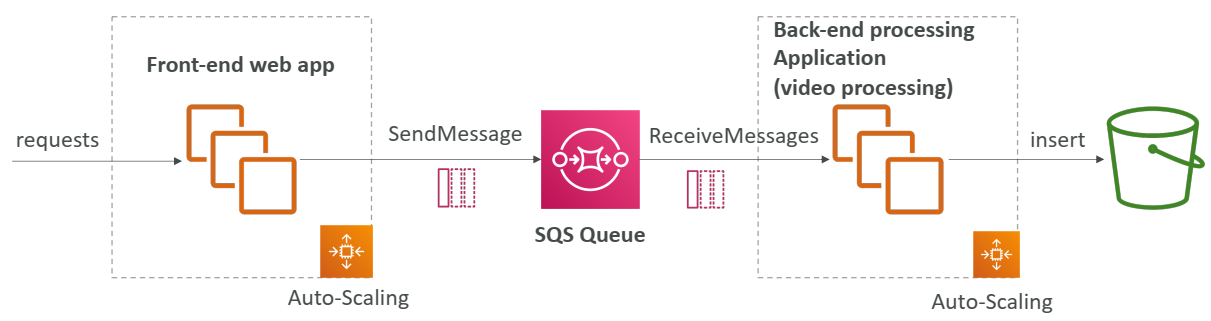 Front-end web app
requests
SendMessage
SQS Queue
Auto-Scaling
ReceiveMessages
Back-end processing
Application
(video processing)
insert
Auto-Scaling